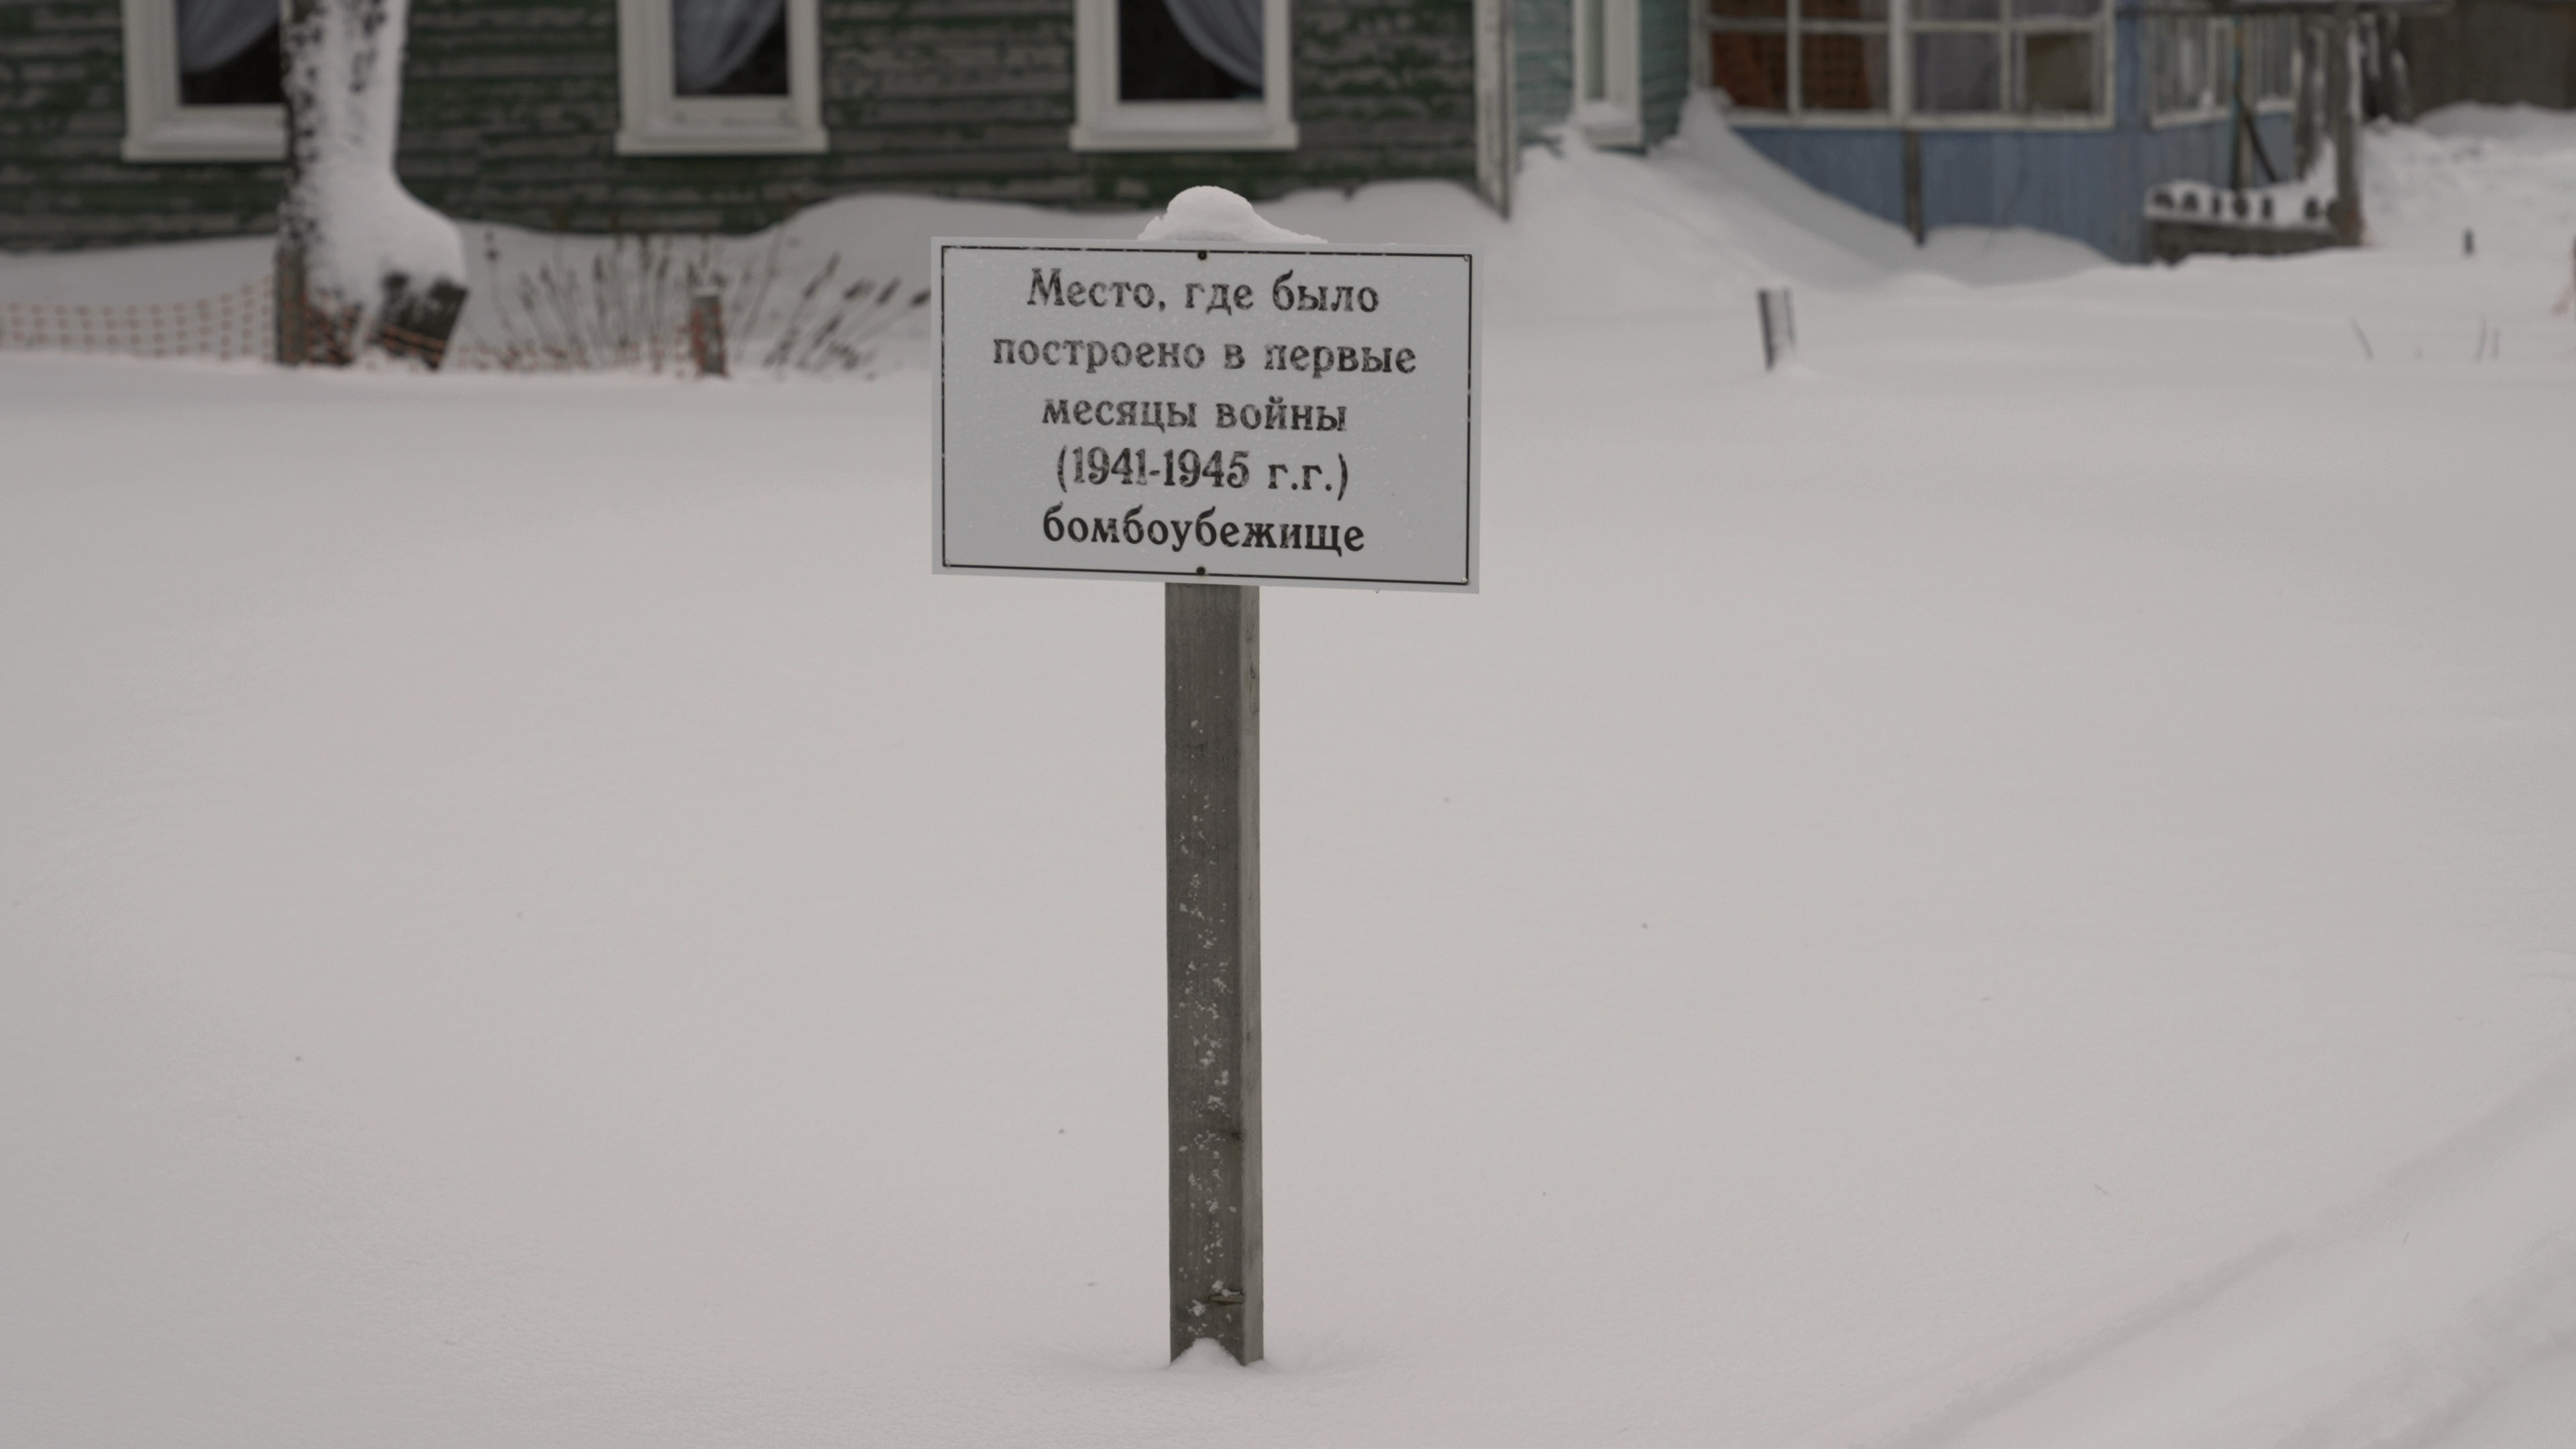 Место, где было
построено в первые
месяцы войны
(1941-1945 г.г.)
бомбоубежище